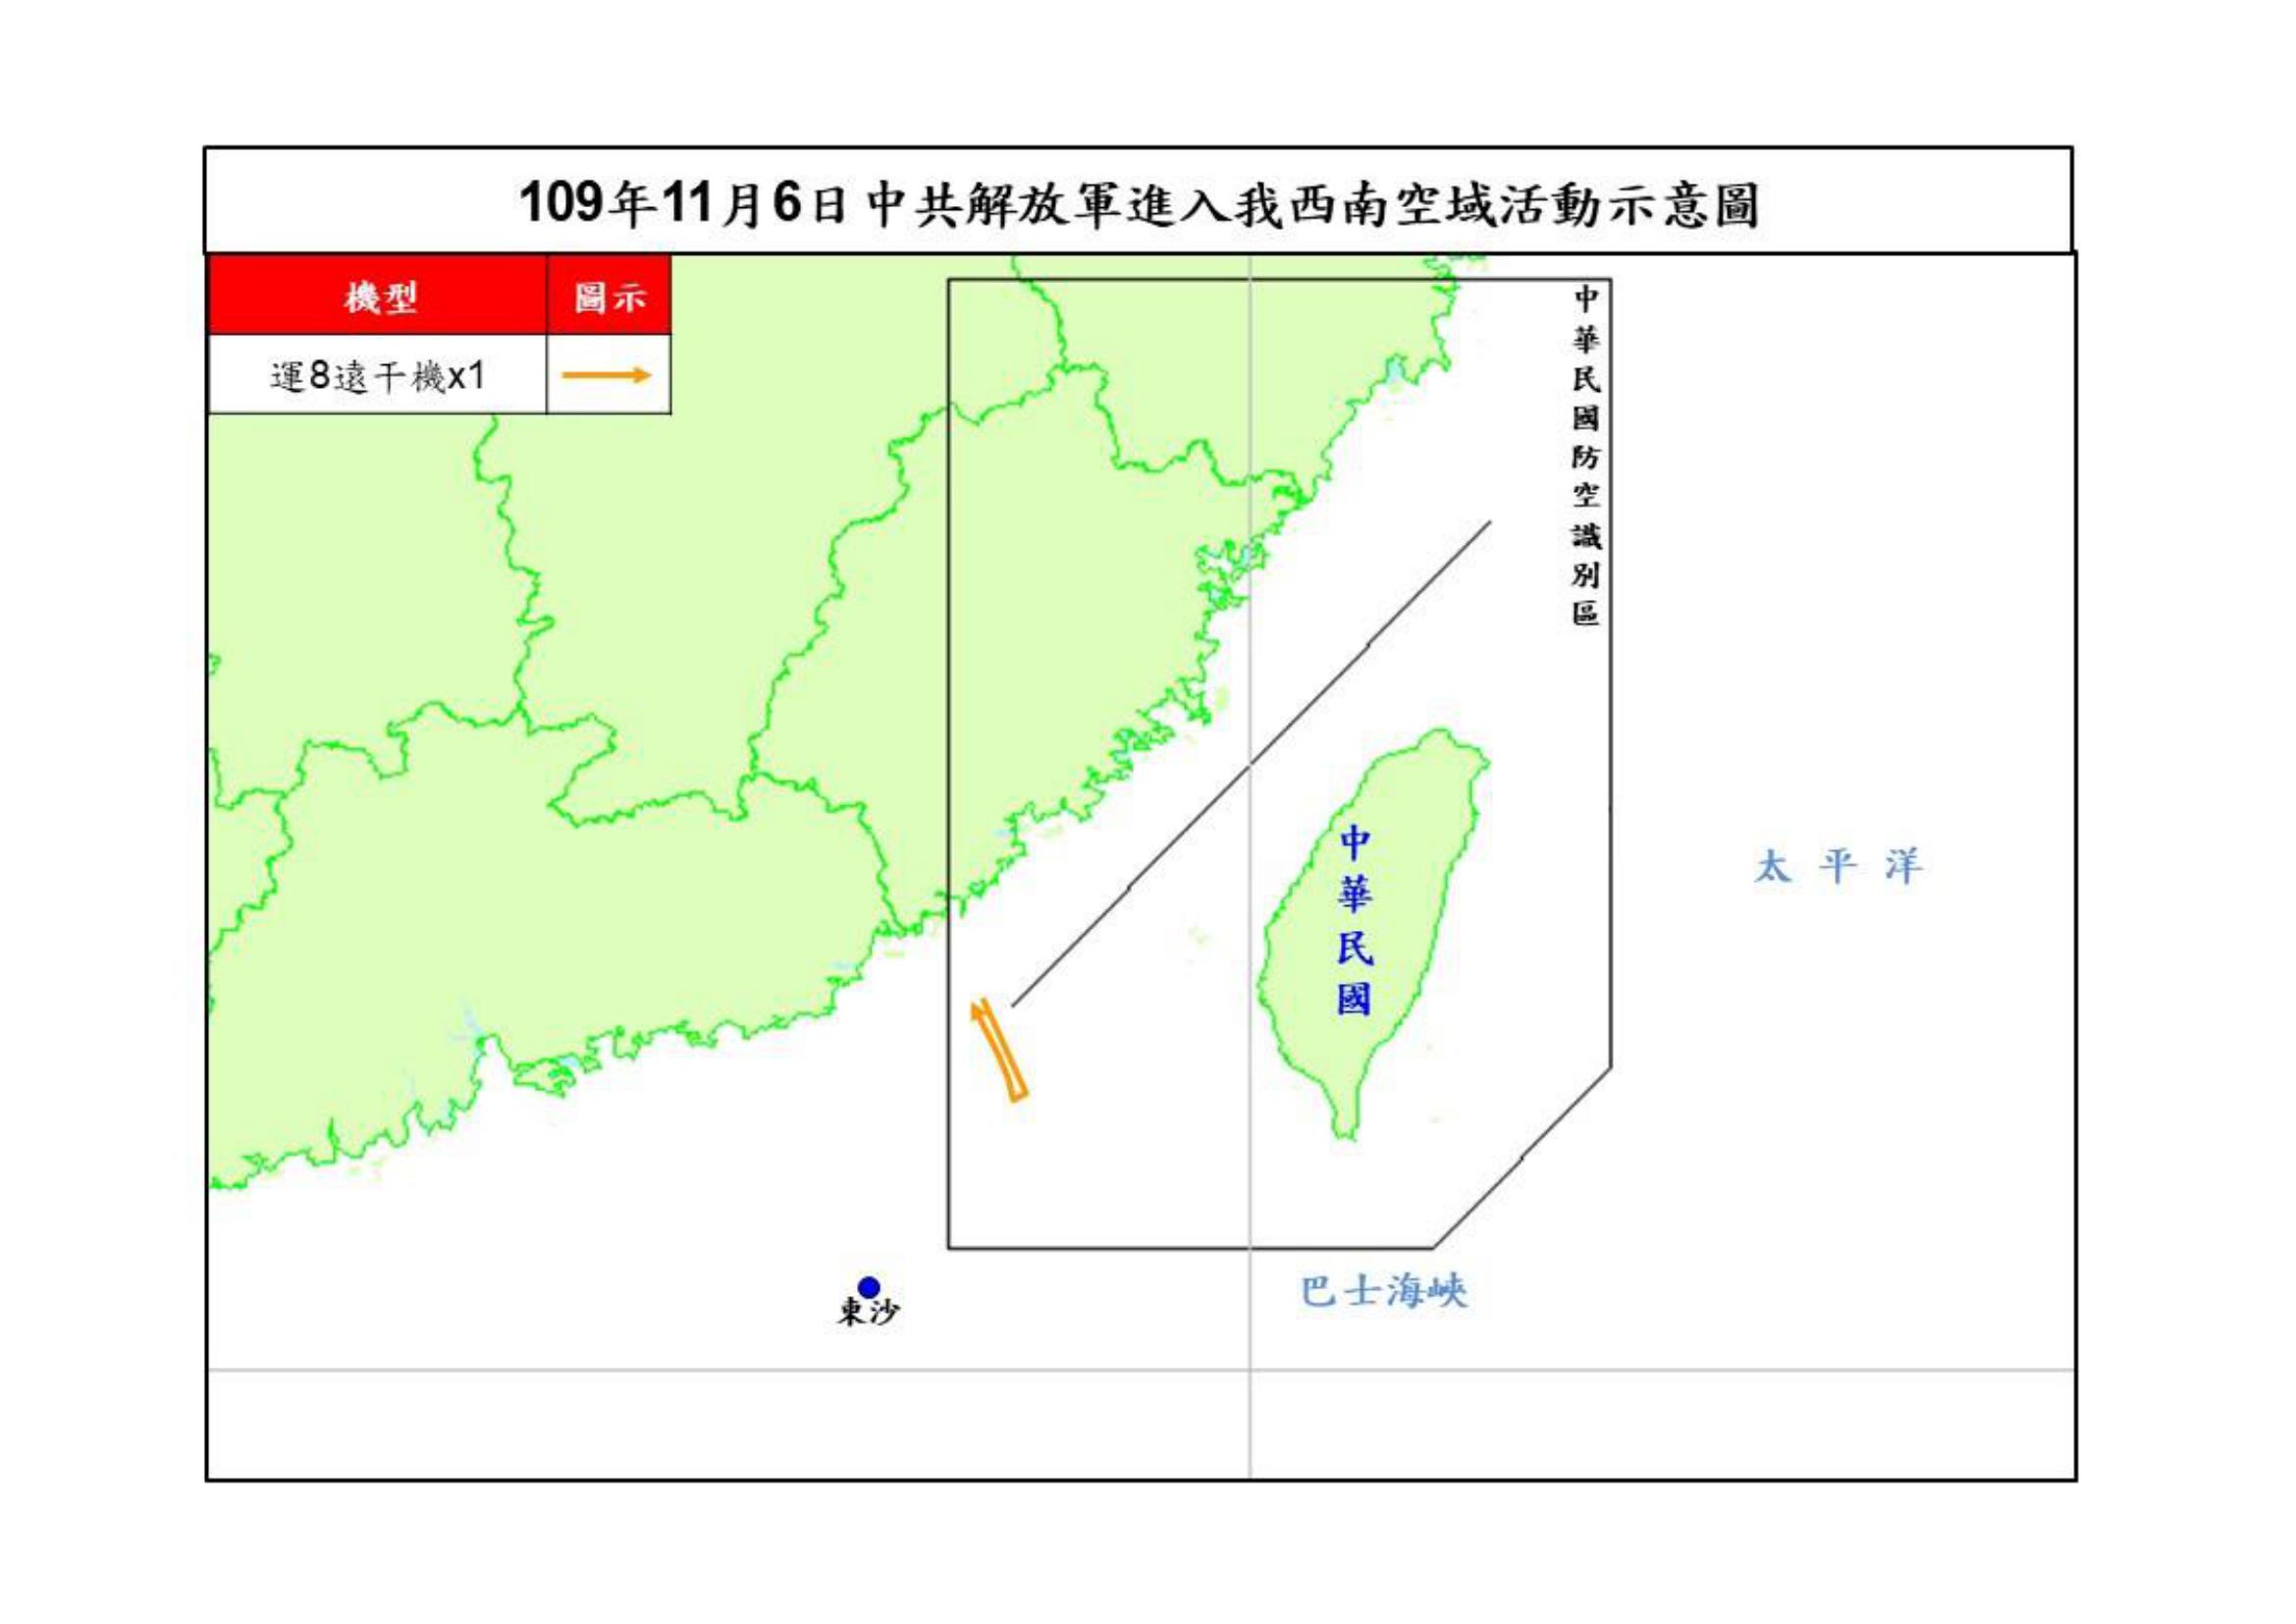 109年11月6日中共解放軍進入我西南空域活動示意圖
機型 圖示
運8遠干機x1
中華民國防空識別區
中華民國
太平洋
巴士海峽
東沙